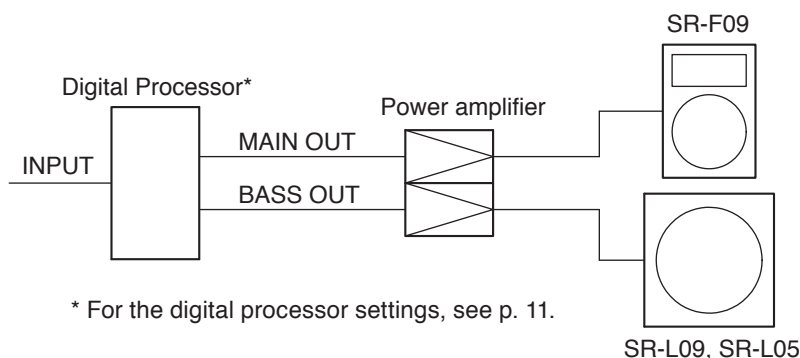 SR-F09
Digital Processor*
Power amplifier
MAIN OUT
INPUT
BASS OUT
* For the digital processor settings, see p. 11.
SR-L09, SR-L05